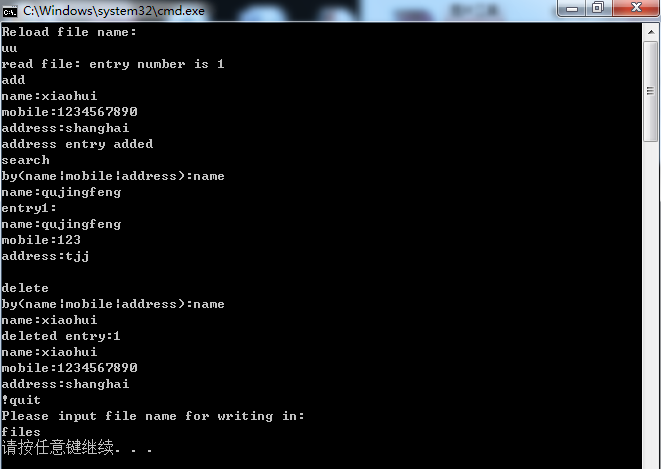 C:\Windows\system32\cmd.exe
Reload file name:
uu
read file: entry number is 1
add
name:xiaohui
mobile:1234567890
address:shanghai
address entry added
search
by(name|mobile|address):name
name:qujingfeng
entry1:
name:qujingfeng
mobile:123
address:tjj
delete
by(name|mobile|address):name
name:xiaohui
deleted entry:1
name:xiaohui
mobile:1234567890
address:shanghai
!quit
Please input file name for writing in:
files
请按任意键继续. . .